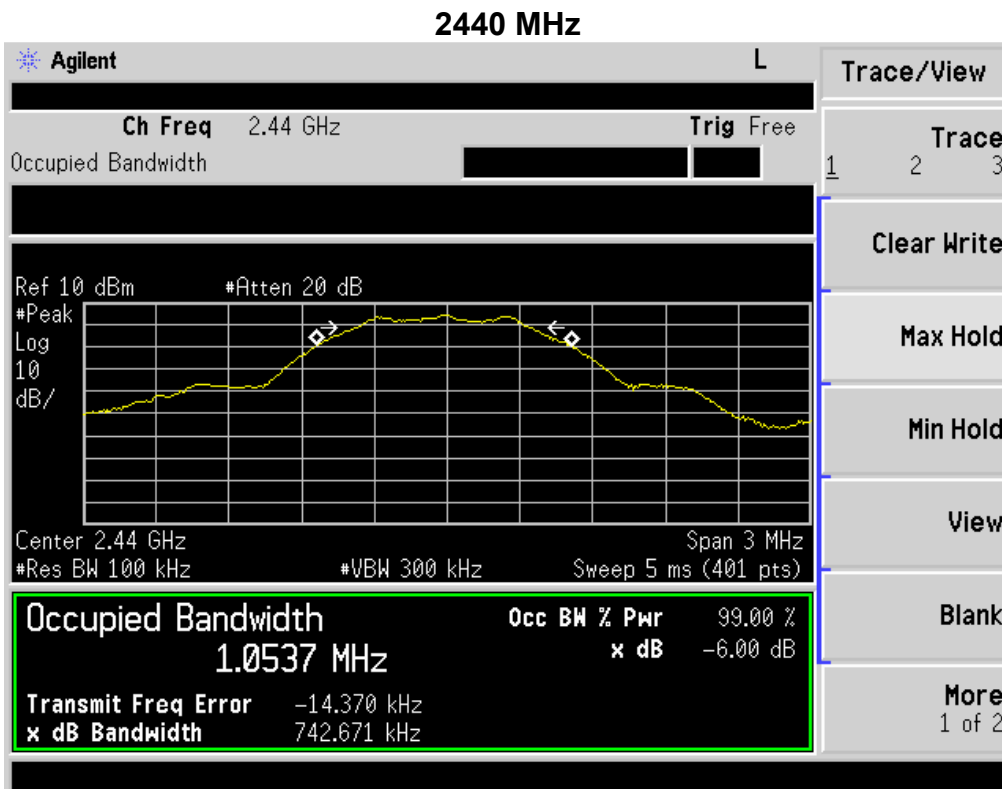 2440 MHz
Agilent L
Ch Freq 2.44 GHz Trig Free
Occupied Bandwidth
Ref 10 dBm #Atten 20 dB
#Peak
Log
10
dB/
Center 2.44 GHz Span 3 MHz
#Res BW 100 kHz #VBW 300 kHz Sweep 5 ms (401 pts)
Occupied Bandwidth
1.0537 MHz
Occ BW % Pwr 99.00 %
x dB -6.00 dB
Transmit Freq Error -14.370 kHz
x dB Bandwidth 742.671 kHz
Trace/View
Trace
1 2 3
Clear Write
Max Hold
Min Hold
View
Blank
More
1 of 2